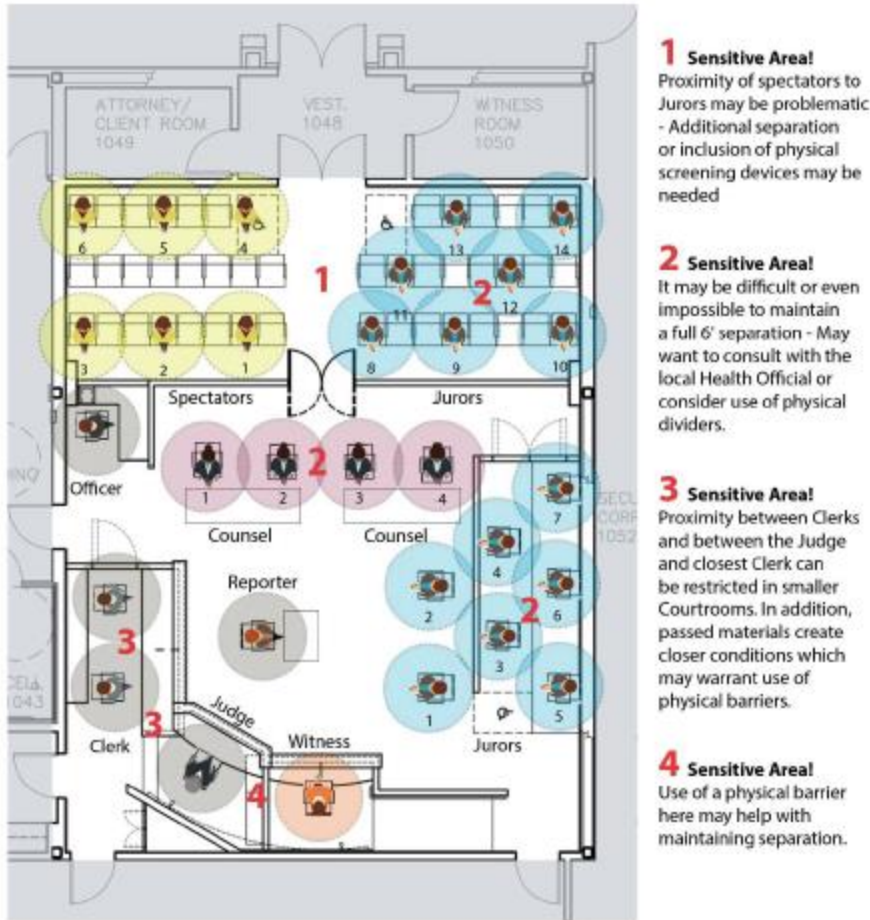 ATTORNEY/
CLIENT ROOM
1049
VEST.
1048
WITNESS
ROOM
1050
6
5
4
13
14
1
2
12
11
3
2
1
8
9
10
Spectators
Jurors
Officer
2
1
2
3
4
7
Counsel
Counsel
4
1052
Reporter
2
6
2
3
3
1
5
1043
3
Judge
Clerk
Witness
Jurors
4
1 Sensitive Area!
Proximity of spectators to
Jurors may be problematic
- Additional separation
or inclusion of physical
screening devices may be
needed
2 Sensitive Area!
It may be difficult or even
impossible to maintain
a full 6' separation - May
want to consult with the
local Health Official or
consider use of physical
dividers.
3 Sensitive Area!
Proximity between Clerks
and between the Judge
and closest Clerk can
be restricted in smaller
Courtrooms. In addition,
passed materials create
closer conditions which
may warrant use of
physical barriers.
4 Sensitive Area!
Use of a physical barrier
here may help with
maintaining separation.